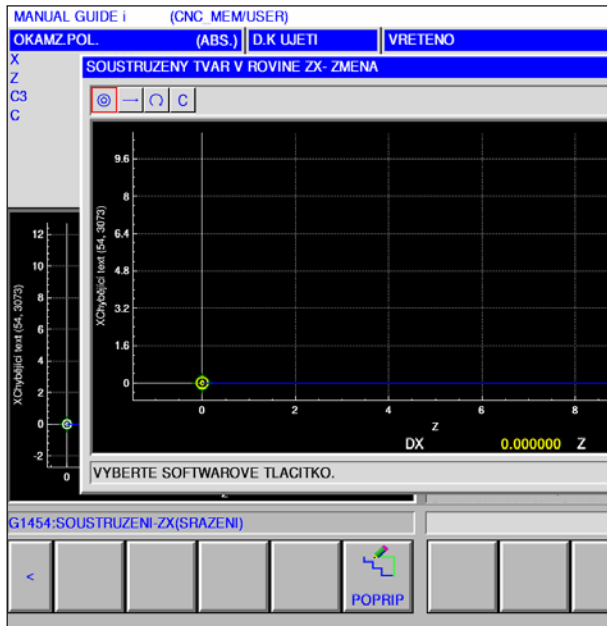 MANUAL GUIDE i (CNC_MEM/USER)
OKAMZ.POL. (ABS.) D.K UJETI VRETENO
X
Z
C3
C
SOUSTRUZENY TVAR V ROVINE ZX- ZMENA
C
9.6
8
6.4
4.8
3.2
1.6
0
XChybějící text (54, 3073)
0 2 4 6 8
Z
DX 0.000000 Z
VYBERTE SOFTWAROVE TLACITKO.
12
10
8
6
4
2
0
-2
XChybějící text (54, 3073)
0
G1454:SOUSTRUZENI-ZX(SRAZENI)
<
POPRIP